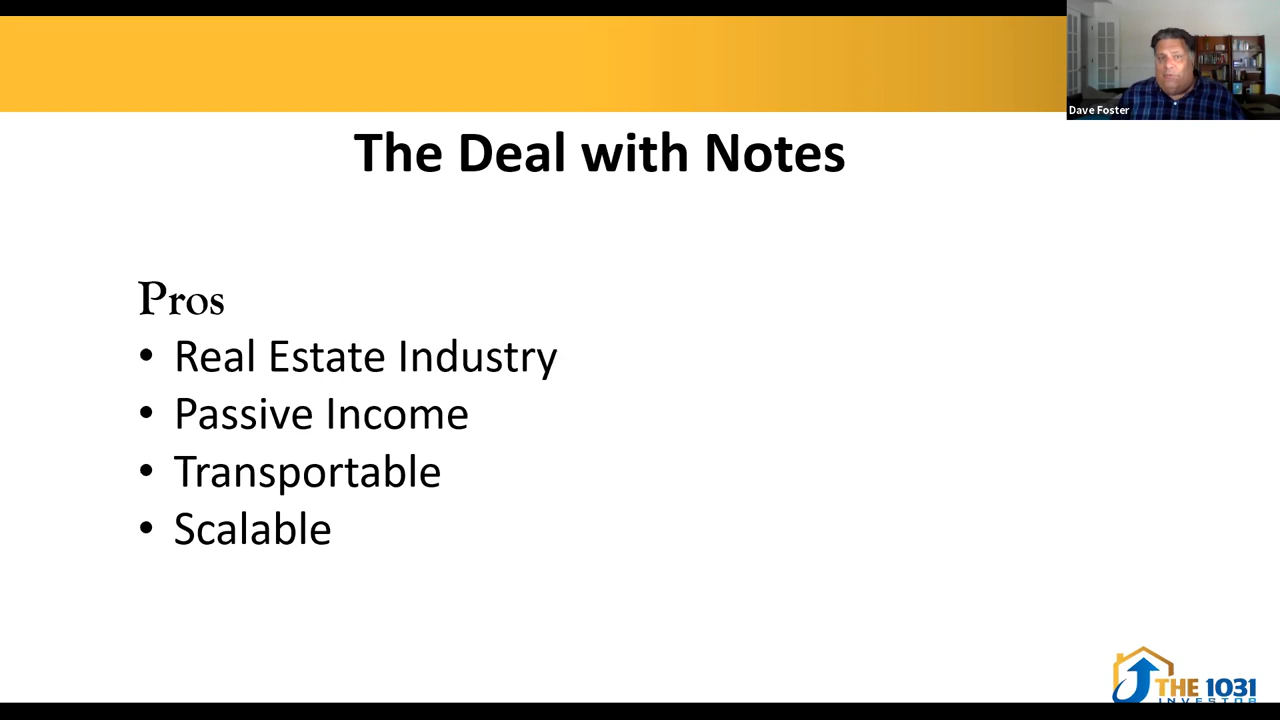 Dave Foster
The Deal with Notes
Pros
• Real Estate Industry
• Passive Income
• Transportable
• Scalable
THE 1031
INVESTOR